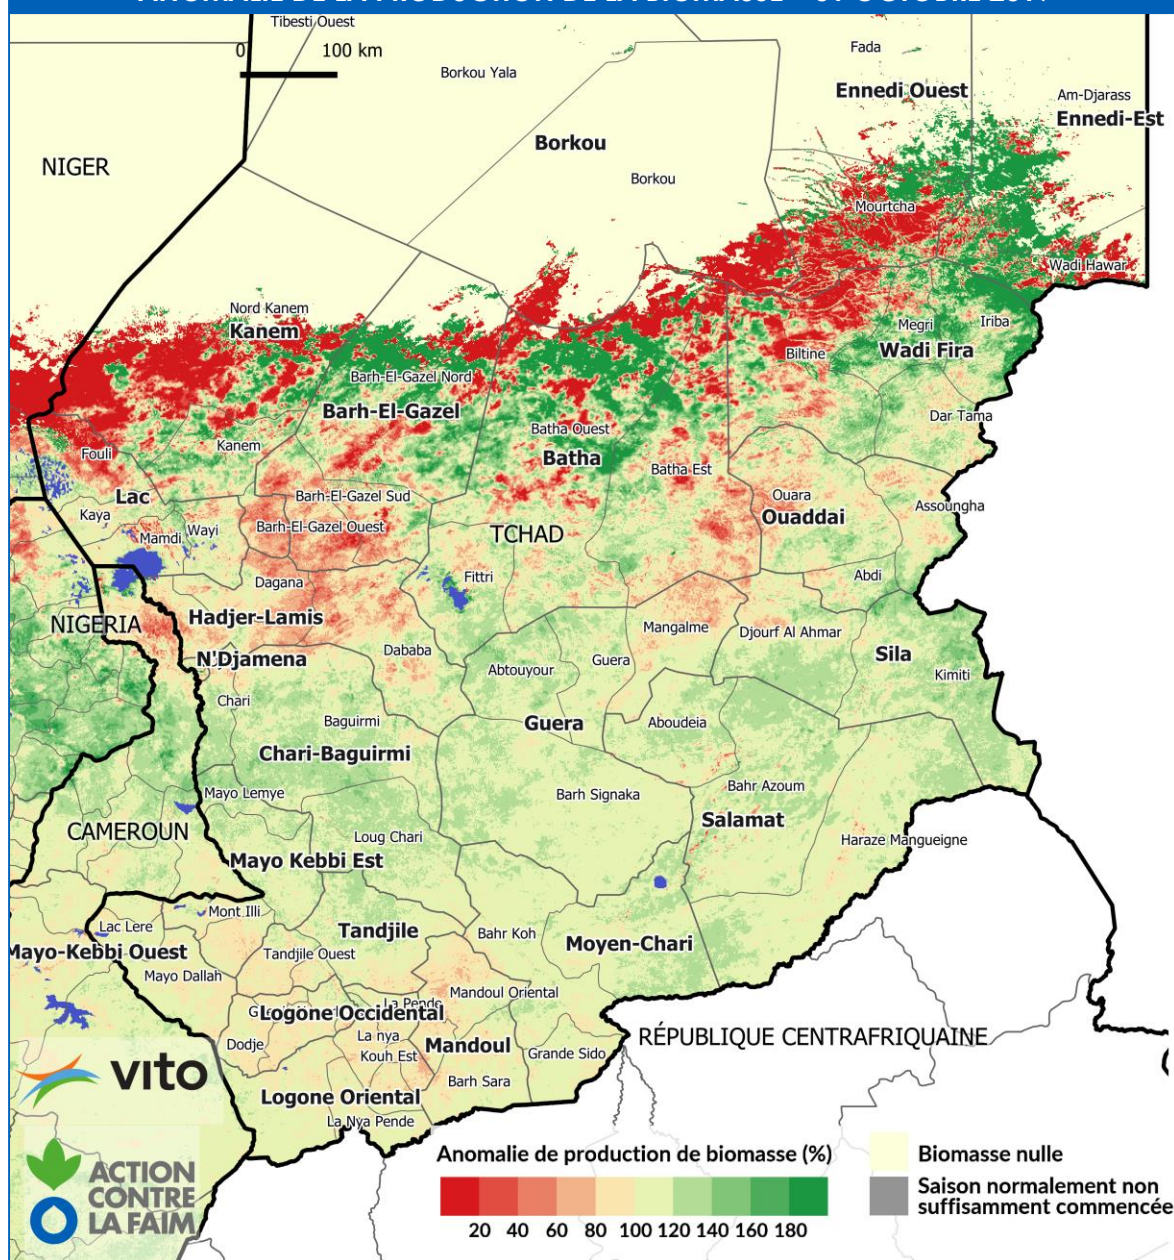 Tibesti Ouest
0 100 km
Fada
Borkou Yala
Ennedi Ouest
Am-Djarass
Ennedi-Est
Borkou
NIGER
Borkou
Mourtcha
Wadi Hawar
Nord Kanem
Kanem
Megri
Iriba
Wadi Fira
Biltine
Barh-El-Gazel Nord
Barh-El-Gazel
Dar Tama
Batha Ouest
Kanem
Fouli
Batha
Batha Est
Barh-El-Gazel Sud
Ouara
Lac
Kaya
Assoungha
Ouaddai
Barh-El-Gazel Ouest
Wayi
Mamdi
TCHAD
Dagana
Fittri
Abdi
Hadjer-Lamis
NIGERIA
Mangalme
Djourf Al Ahmar
Dababa
N'Djamena
Guera
Sila
Abtouyour
Kimiti
Chari
Baguirmi
Guera
Aboudeia
Chari-Baguirmi
Bahr Azoum
Mayo Lemye
Barh Signaka
Salamat
CAMEROUN
Loug Chari
Haraze Mangueigne
Mayo Kebbi Est
Mont Illi
Lac Lere
Tandjile
Bahr Koh
Moyen-Chari
Mayo-Kebbi Ouest
Tandjile Ouest
Mayo Dallah
Mandoul Oriental
La Pende
Logone Occidental
La nya
RÉPUBLIQUE CENTRAFRIQUAINE
Dodje
Mandoul
Kouh Est
Grande Sido
vito
Barh Sara
Logone Oriental
La Nya Pende
Anomalie de production de biomasse (%)
20 40 60 80 100 120 140 160 180
Biomasse nulle
Saison normalement non
suffisamment commencée
ACTION
CONTRE
LA FAIM